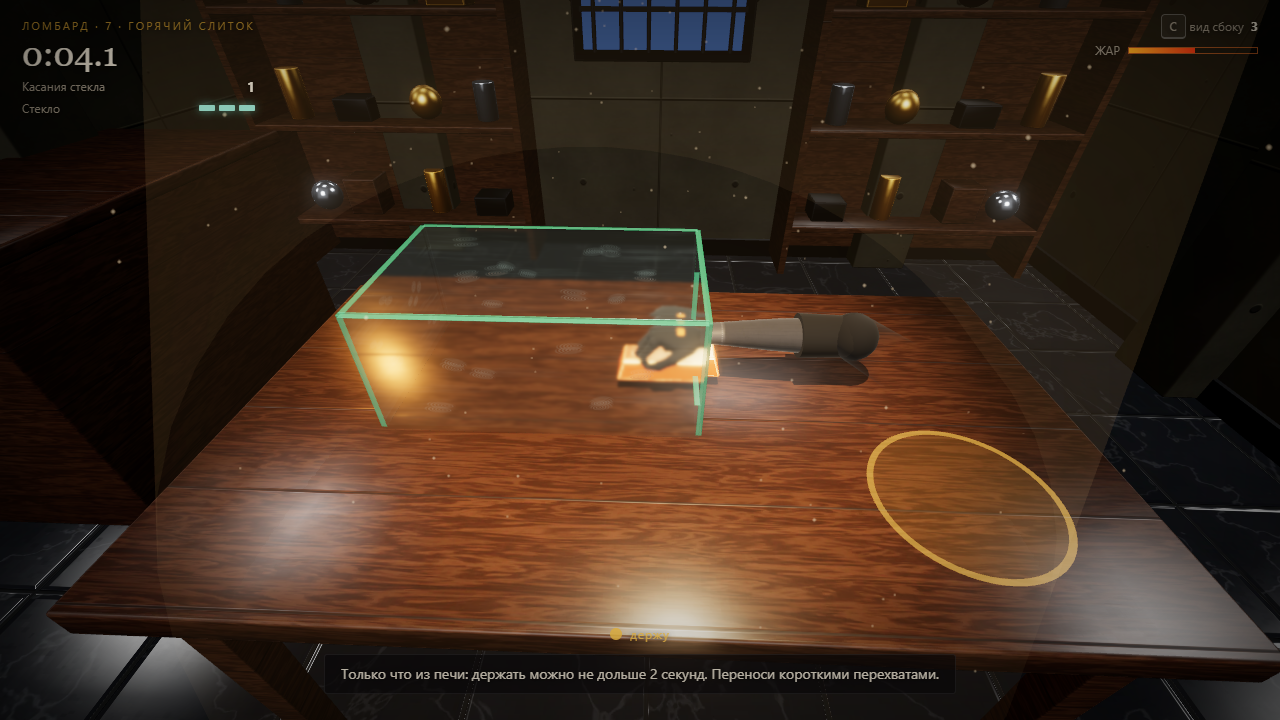 ЛОМБАРД · 7 · ГОРЯЧИЙ СЛИТОК
0:04.1
Касания стекла 1
Стекло
C вид сбоку 3
ЖАР
держу
Только что из печи: держать можно не дольше 2 секунд. Переноси короткими перехватами.